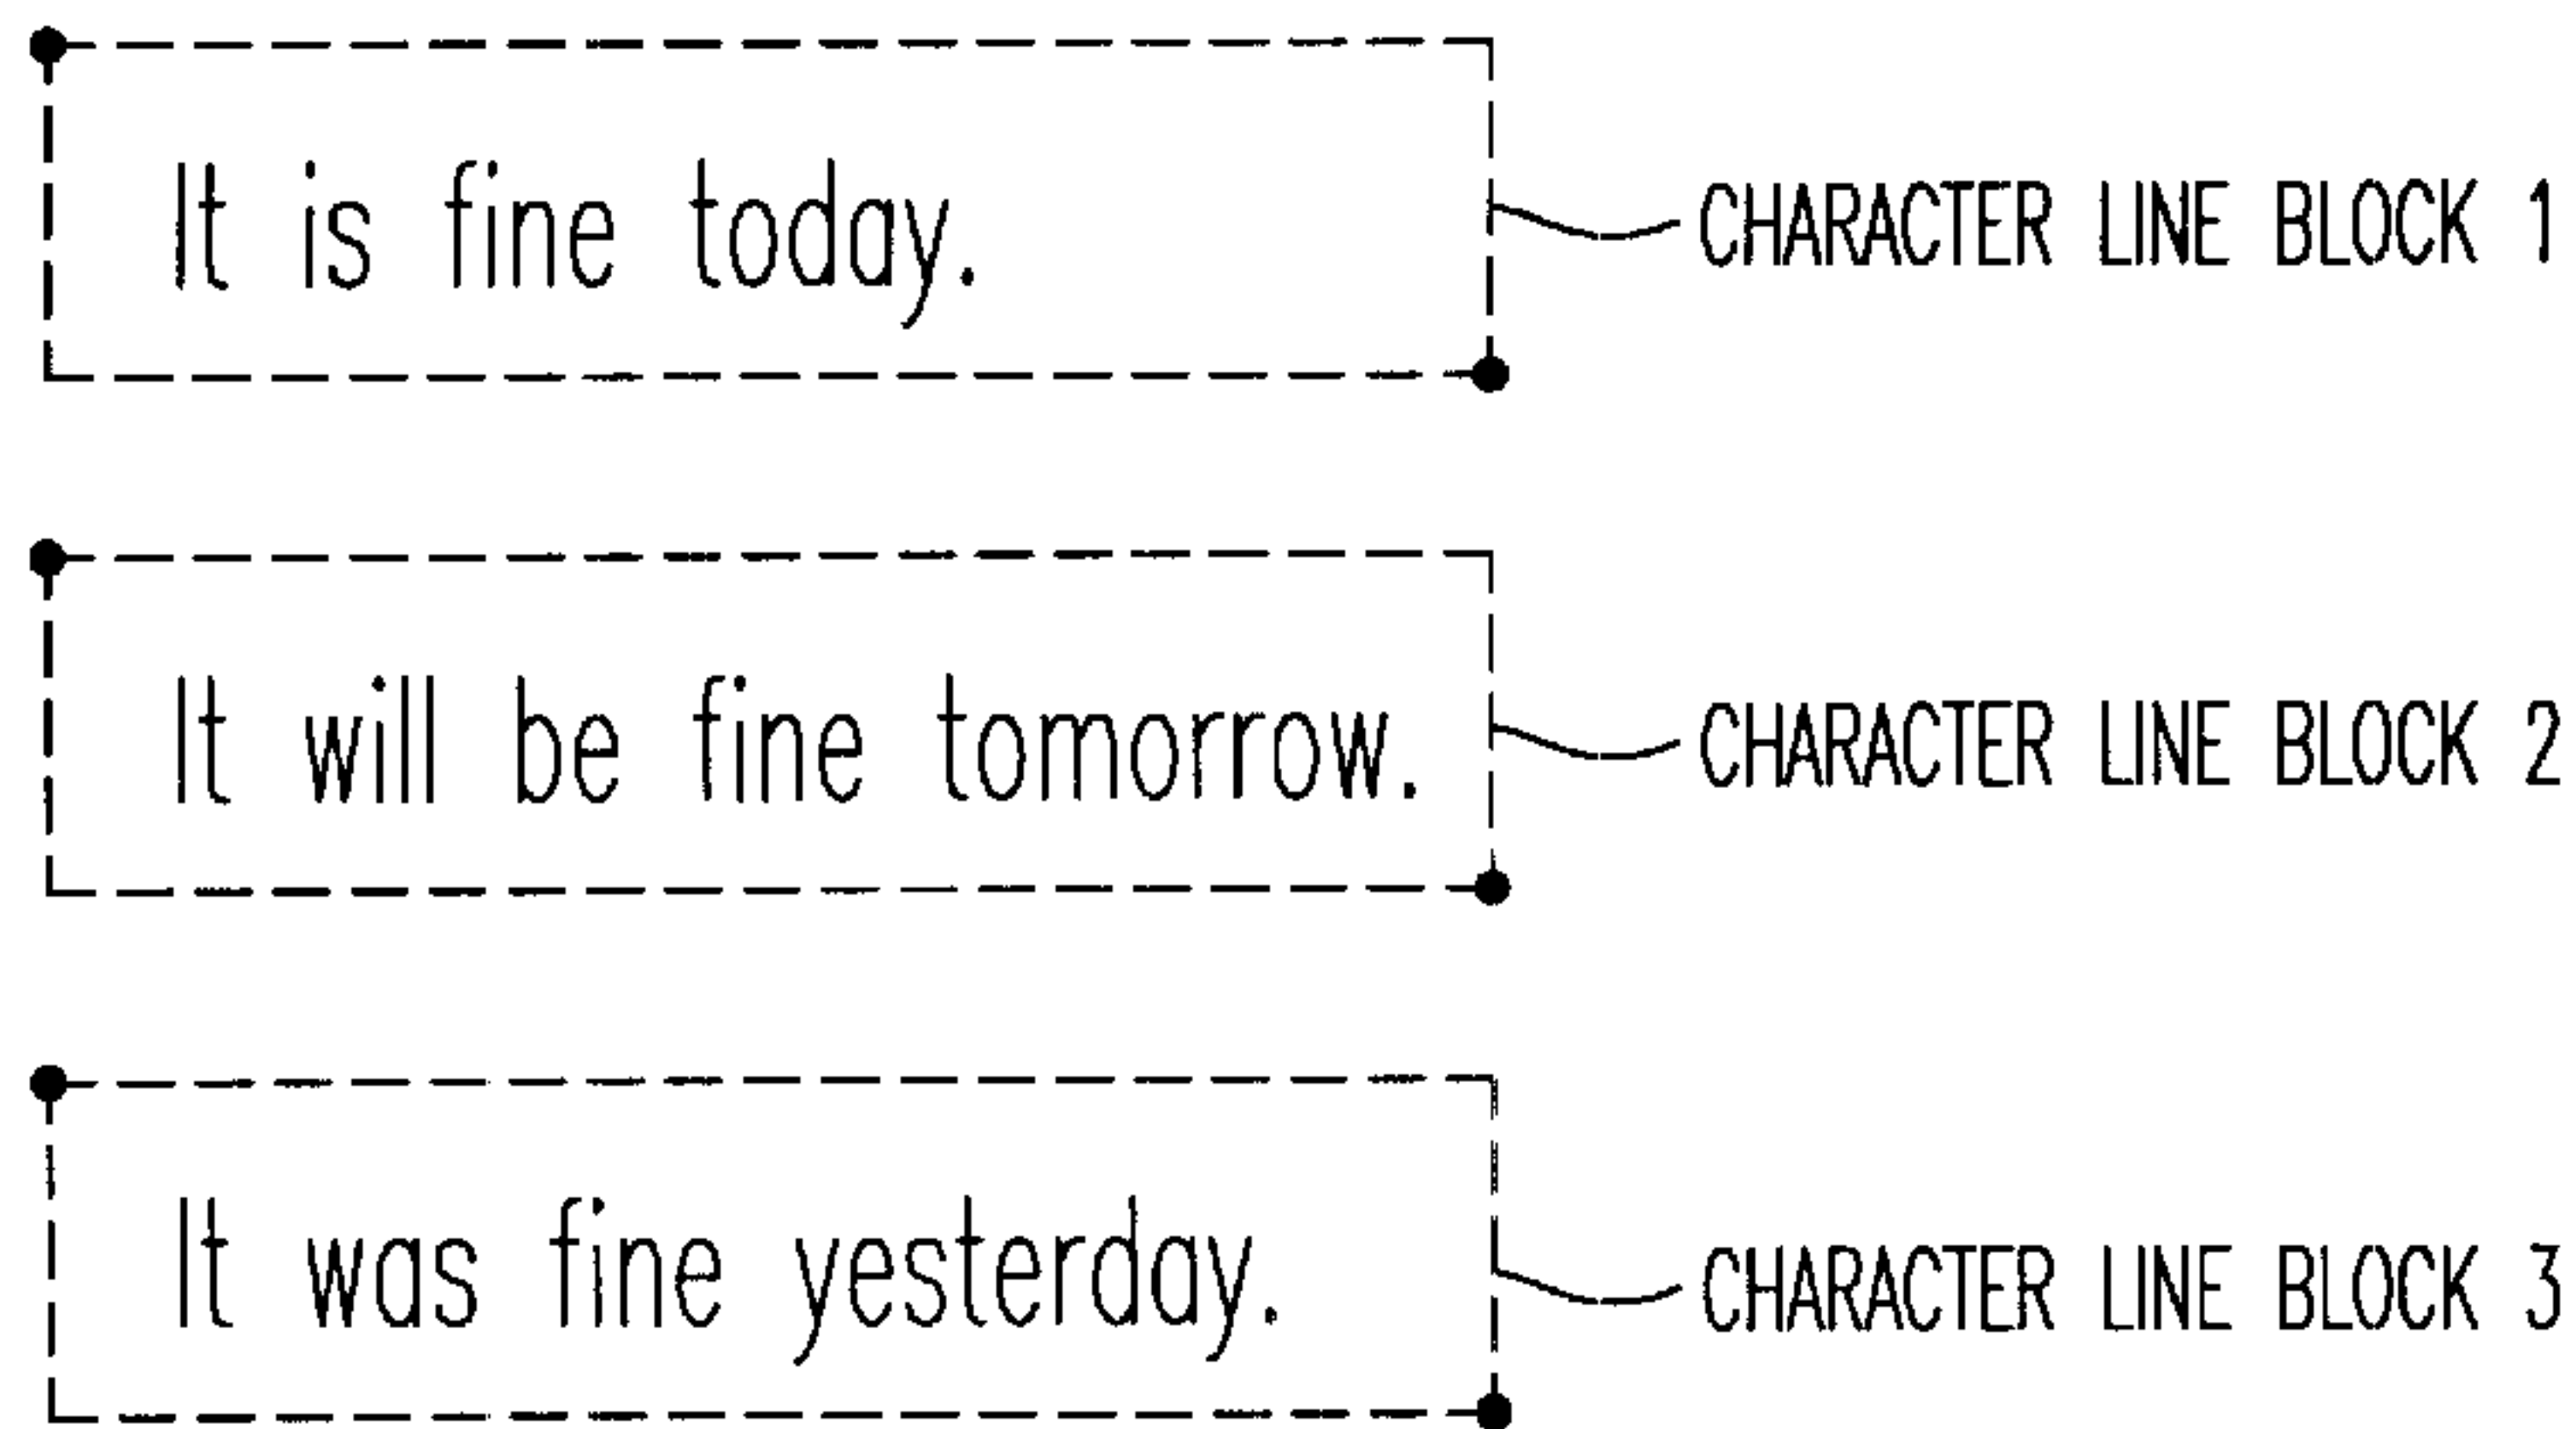 It is fine today. CHARACTER LINE BLOCK 1
It will be fine tomorrow. CHARACTER LINE BLOCK 2
It was fine yesterday. CHARACTER LINE BLOCK 3